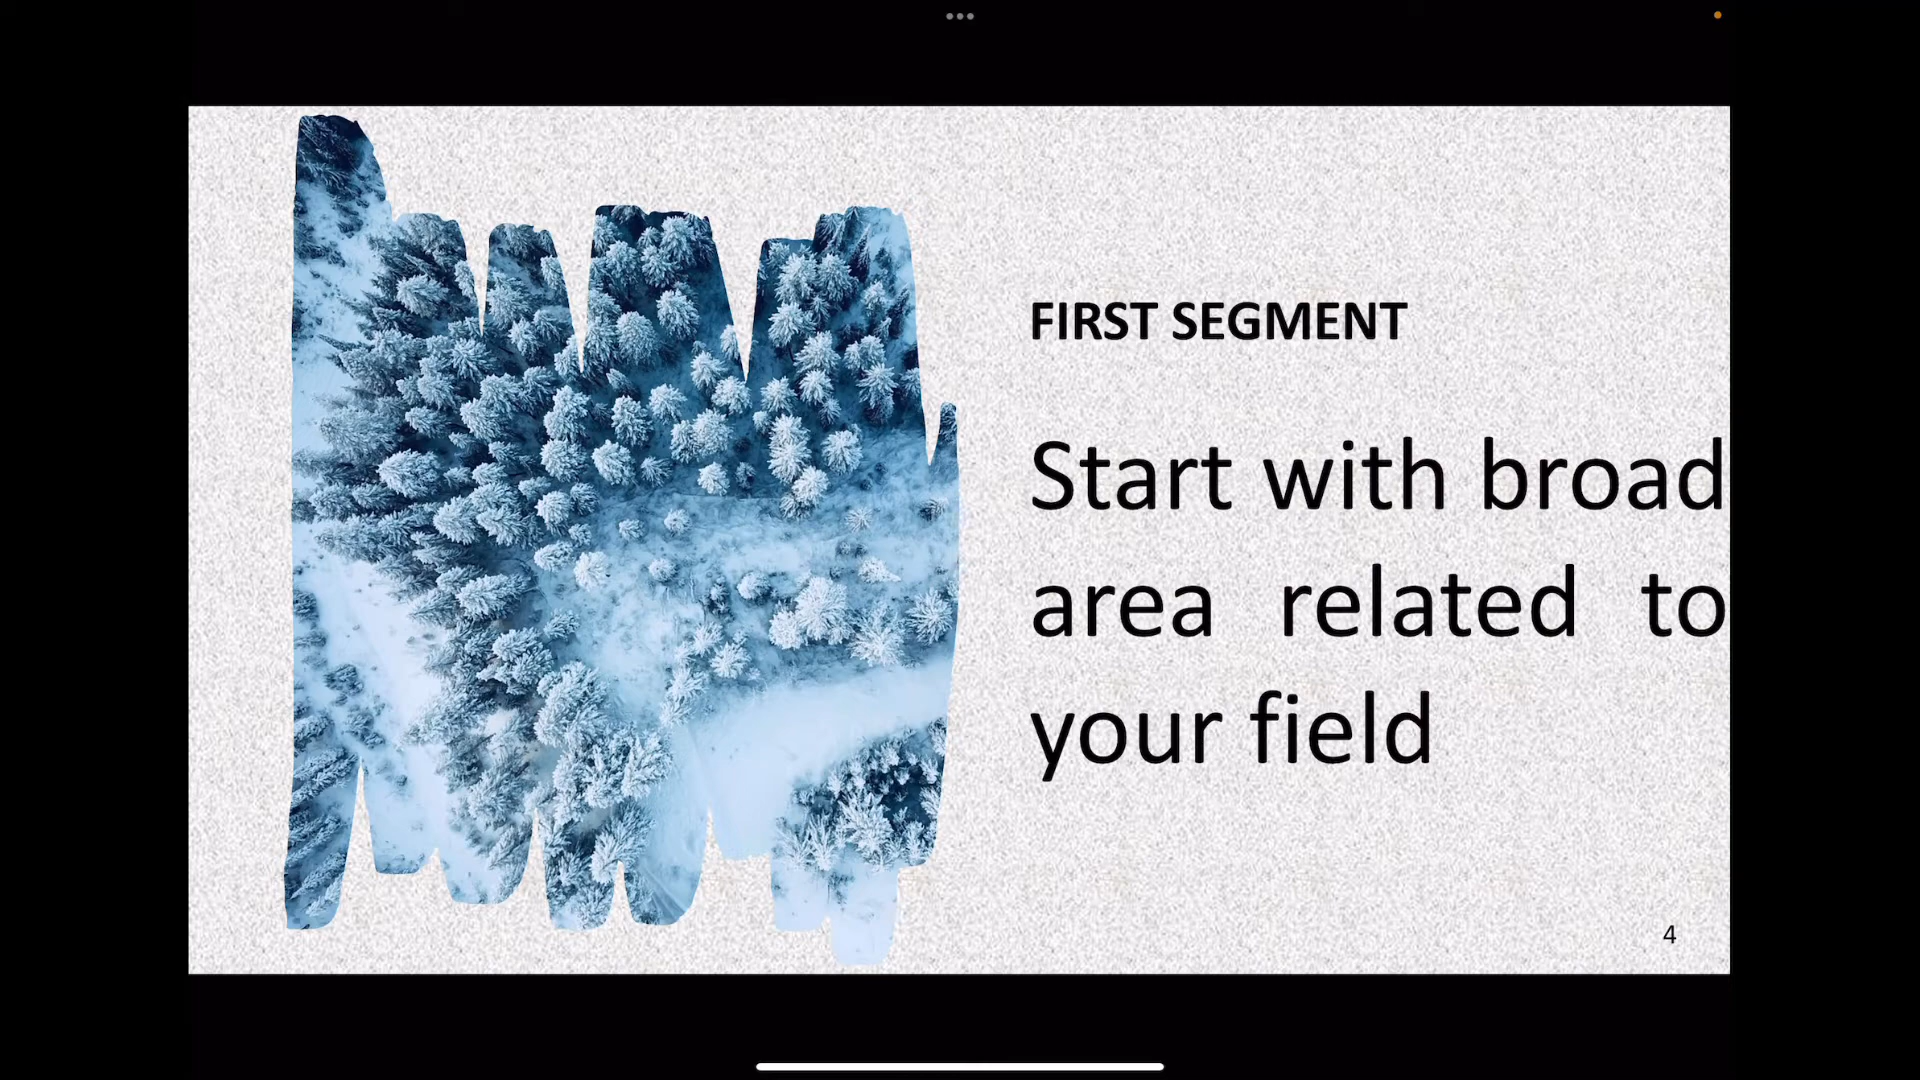 FIRST SEGMENT
Start with broad
area related to
your field
4